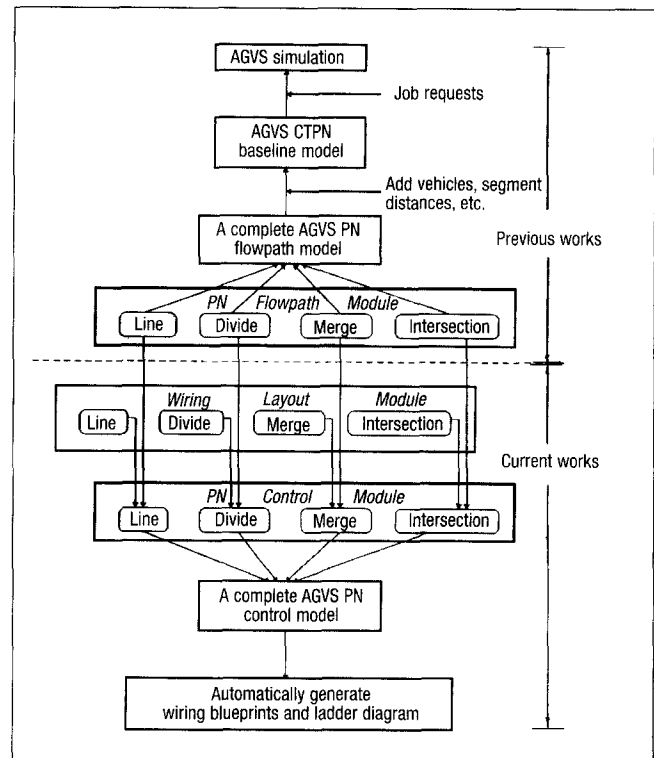 AGVS simulation
Job requests
AGVS CTPN
baseline model
Add vehicles, segment
distances, etc.
A complete AGVS PN
flowpath model
Previous works
PN Flowpath Module
Line Divide Merge Intersection
Wiring Layout Module
Line Divide Merge Intersection
Current works
PN Control Module
Line Divide Merge Intersection
A complete AGVS PN
control model
Automatically generate
wiring blueprints and ladder diagram